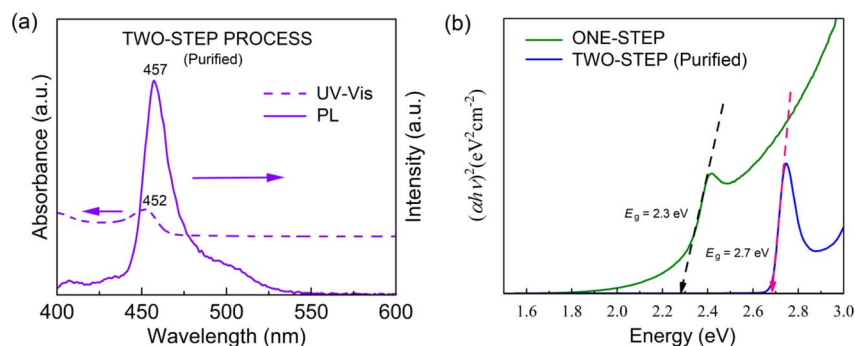 (a)
TWO-STEP PROCESS
(Purified)
457
452
UV-Vis
PL
Absorbance (a.u.)
Intensity (a.u.)
400 450 500 550 600
Wavelength (nm)
(b)
ONE-STEP
TWO-STEP (Purified)
(αhν)²(eV²cm⁻²)
Eg = 2.3 eV
Eg = 2.7 eV
1.6 1.8 2.0 2.2 2.4 2.6 2.8 3.0
Energy (eV)